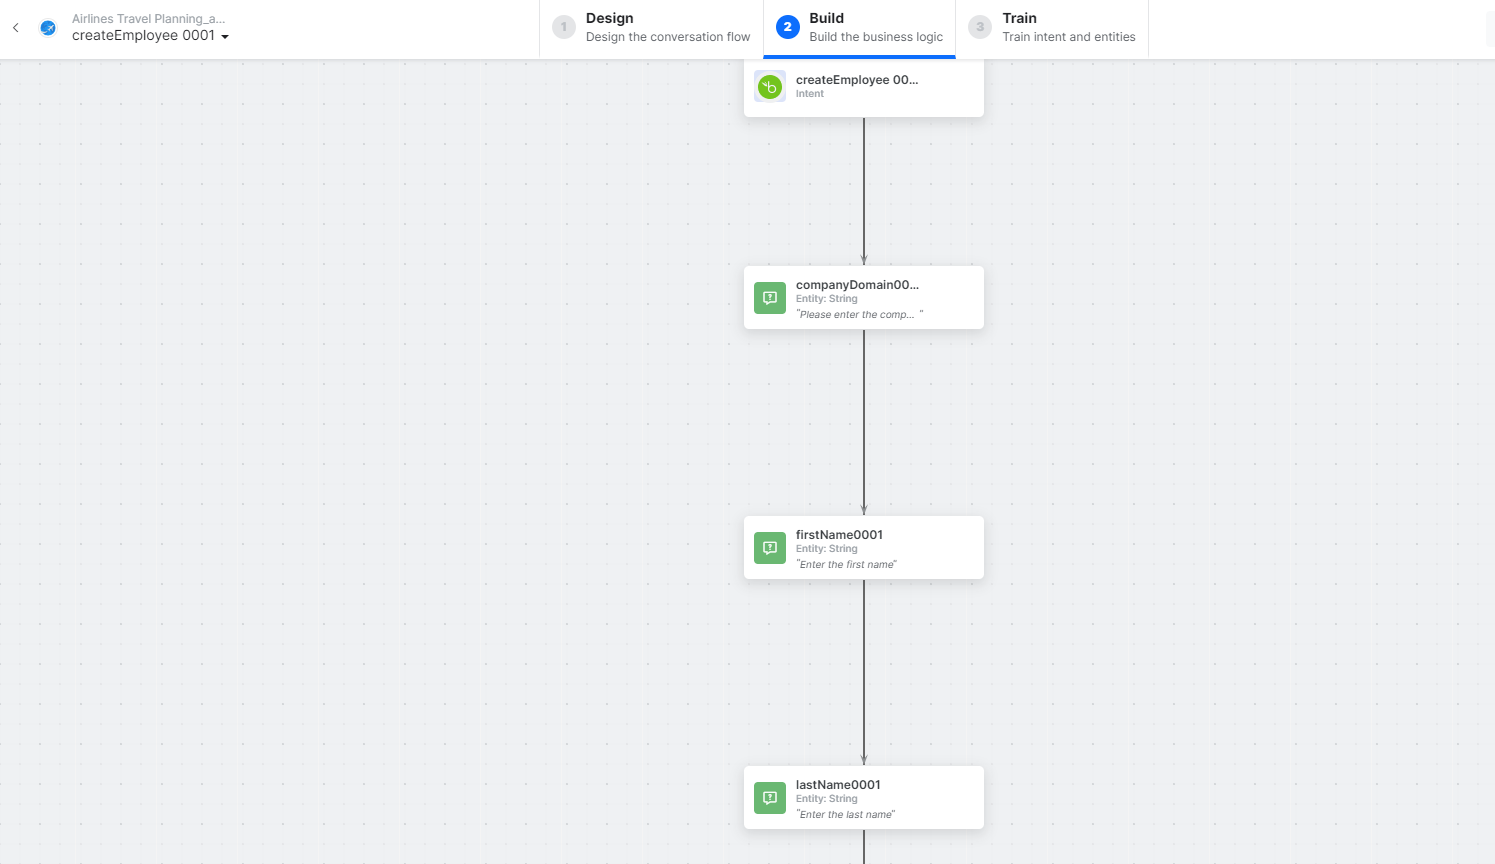 Airlines Travel Planning_a...
createEmployee 0001
1
Design
Design the conversation flow
2
Build
Build the business logic
3
Train
Train intent and entities
createEmployee 00...
Intent
companyDomain00...
Entity: String
"Please enter the comp... "
firstName0001
Entity: String
"Enter the first name"
lastName0001
Entity: String
"Enter the last name"